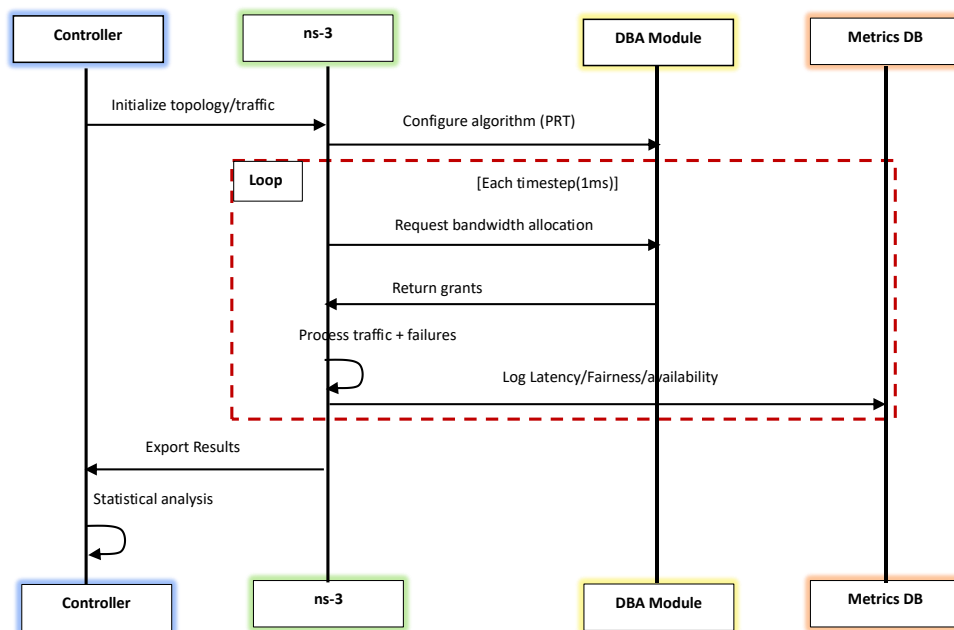 Controller
ns-3
DBA Module
Metrics DB
Initialize topology/traffic
Configure algorithm (PRT)
Loop
[Each timestep(1ms)]
Request bandwidth allocation
Return grants
Process traffic + failures
Log Latency/Fairness/availability
Export Results
Statistical analysis
Controller
ns-3
DBA Module
Metrics DB